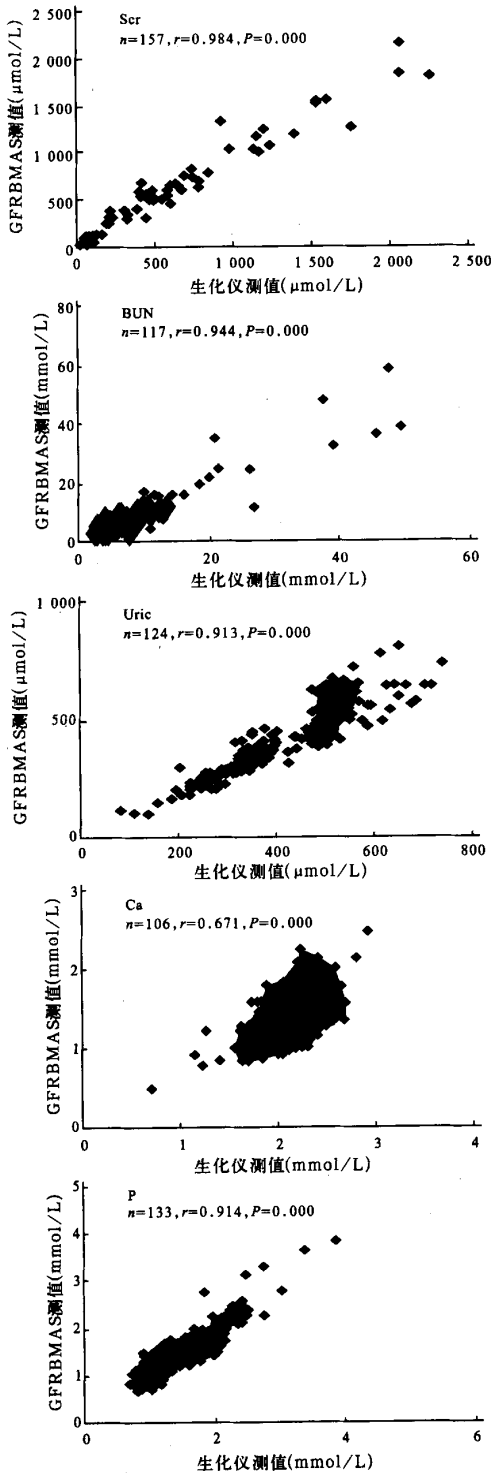 Scr
n=157,r=0.984,P=0.000
GFRBMAS测值(μmol/L)
2 500
2 000
1 500
1 000
500
0
0 500 1 000 1 500 2 000 2 500
生化仪测值(μmol/L)
BUN
n=117,r=0.944,P=0.000
GFRBMAS测值(mmol/L)
80
60
40
20
0
0 20 40 60
生化仪测值(mmol/L)
Uric
n=124,r=0.913,P=0.000
GFRBMAS测值(μmol/L)
1 000
500
0
0 200 400 600 800
生化仪测值(μmol/L)
Ca
n=106,r=0.671,P=0.000
GFRBMAS测值(mmol/L)
3
2
1
0
0 1 2 3 4
生化仪测值(mmol/L)
P
n=133,r=0.914,P=0.000
GFRBMAS测值(mmol/L)
5
4
3
2
1
0
0 2 4 6
生化仪测值(mmol/L)